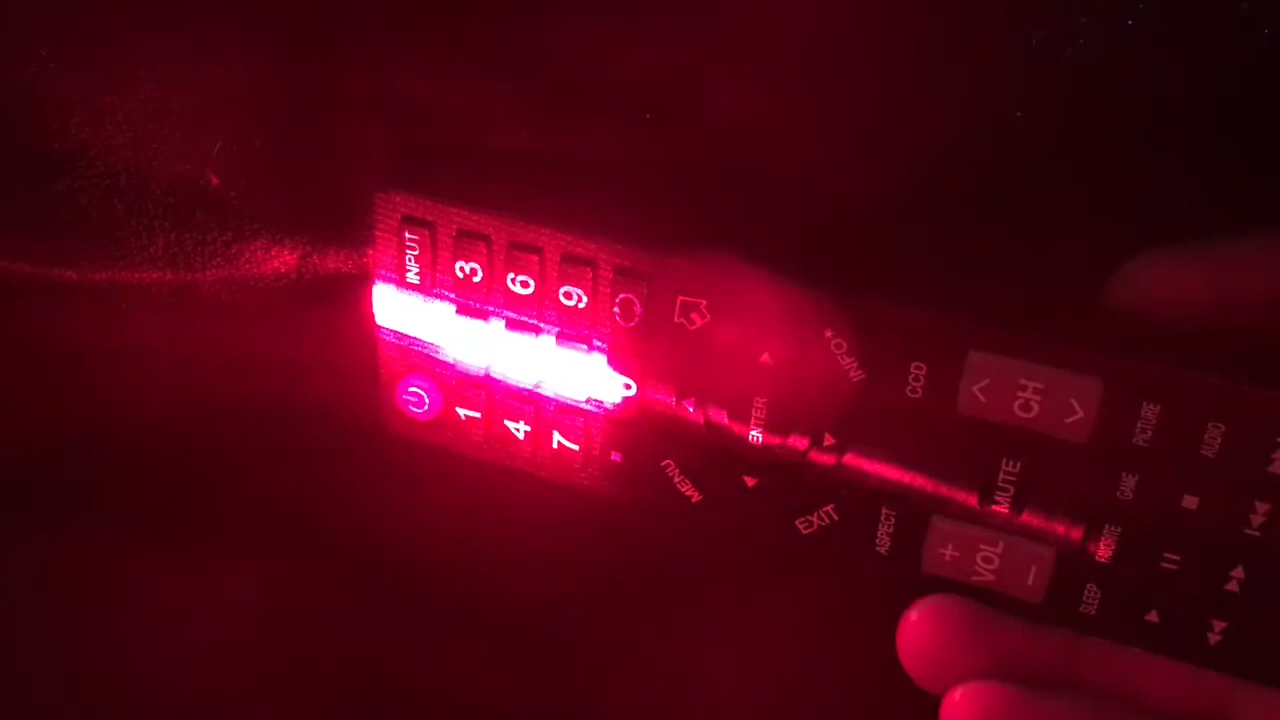 INPUT
3
6
9
1
4
7
INFO+
CCD
MENU
ENTER
EXIT
ASPECT
CH
MUTE
+
VOL
−
PICTURE
AUDIO
GAME
FAVORITE
SLEEP